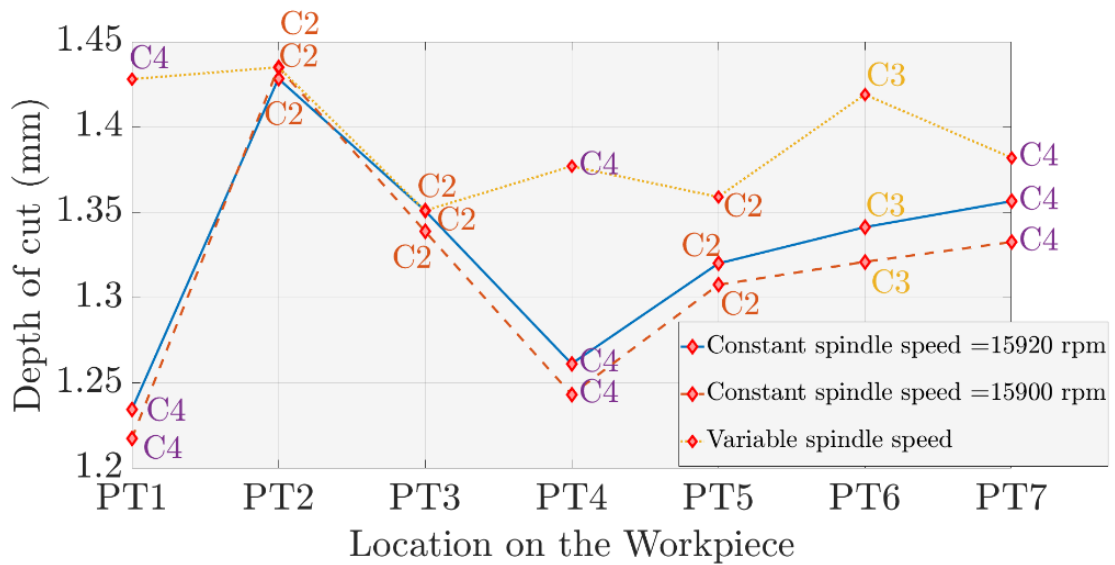 C2
1.45
C4
C2
C3
C2
1.4
C4
C4
C2
C2
1.35
C2
C3
C4
C2
C2
C4
1.3
C3
C2
Constant spindle speed =15920 rpm
C4
1.25
C4
Constant spindle speed =15900 rpm
C4
Variable spindle speed
C4
1.2
PT1 PT2 PT3 PT4 PT5 PT6 PT7
Location on the Workpiece
Depth of cut (mm)